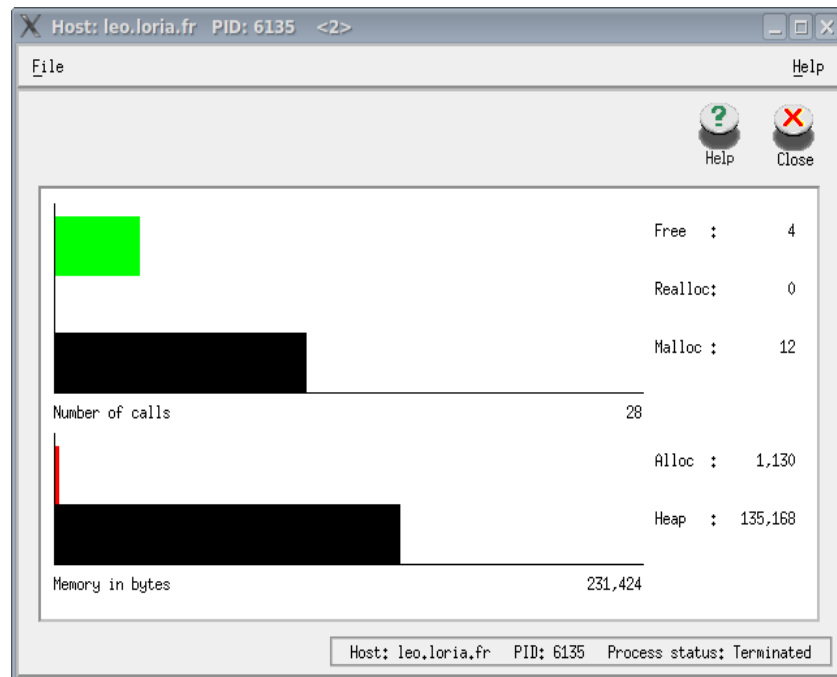 Host: leo.loria.fr PID: 6135 <2>
File Help
Help Close
Free : 4
Realloc: 0
Malloc : 12
Number of calls 28
Alloc : 1,130
Heap : 135,168
Memory in bytes 231,424
Host: leo.loria.fr PID: 6135 Process status: Terminated